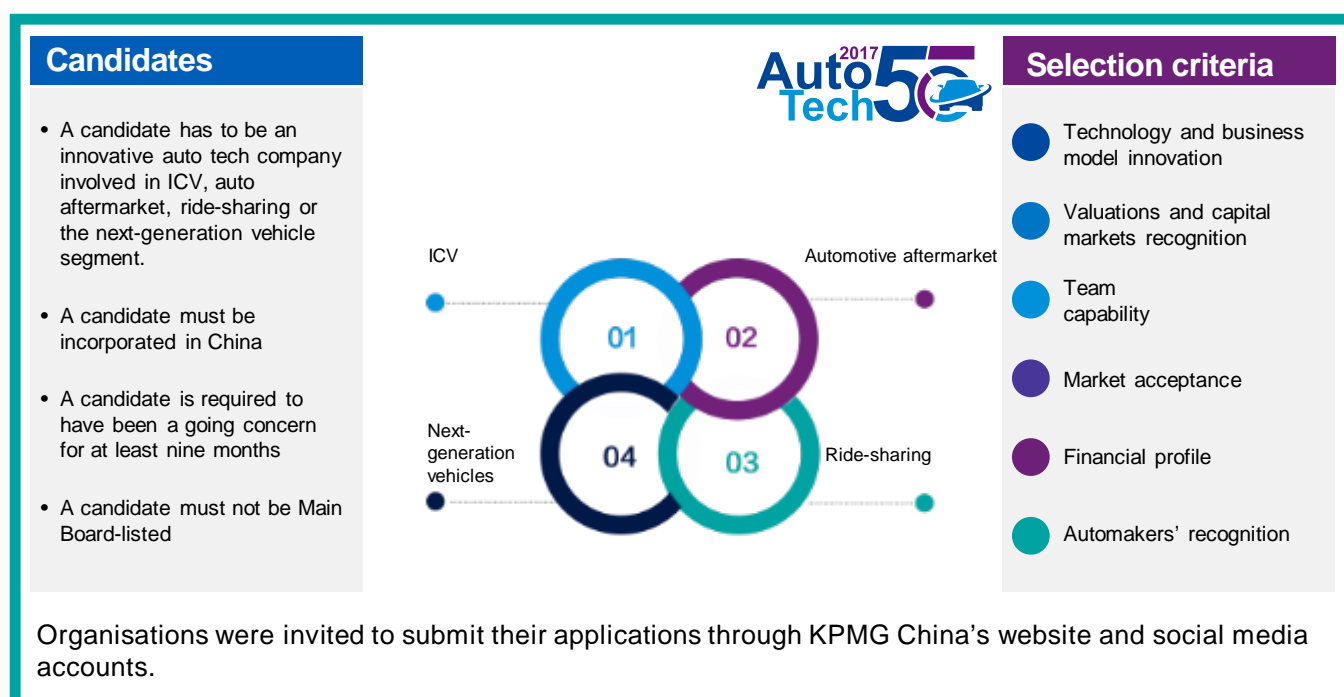 Candidates
• A candidate has to be an
innovative auto tech company
involved in ICV, auto
aftermarket, ride-sharing or
the next-generation vehicle
segment.
• A candidate must be
incorporated in China
• A candidate is required to
have been a going concern
for at least nine months
• A candidate must not be Main
Board-listed
2017
Auto
Tech
50
ICV
Automotive aftermarket
01
02
Next-
generation
vehicles
04
03
Ride-sharing
Selection criteria
Technology and business
model innovation
Valuations and capital
markets recognition
Team
capability
Market acceptance
Financial profile
Automakers’ recognition
Organisations were invited to submit their applications through KPMG China’s website and social media
accounts.